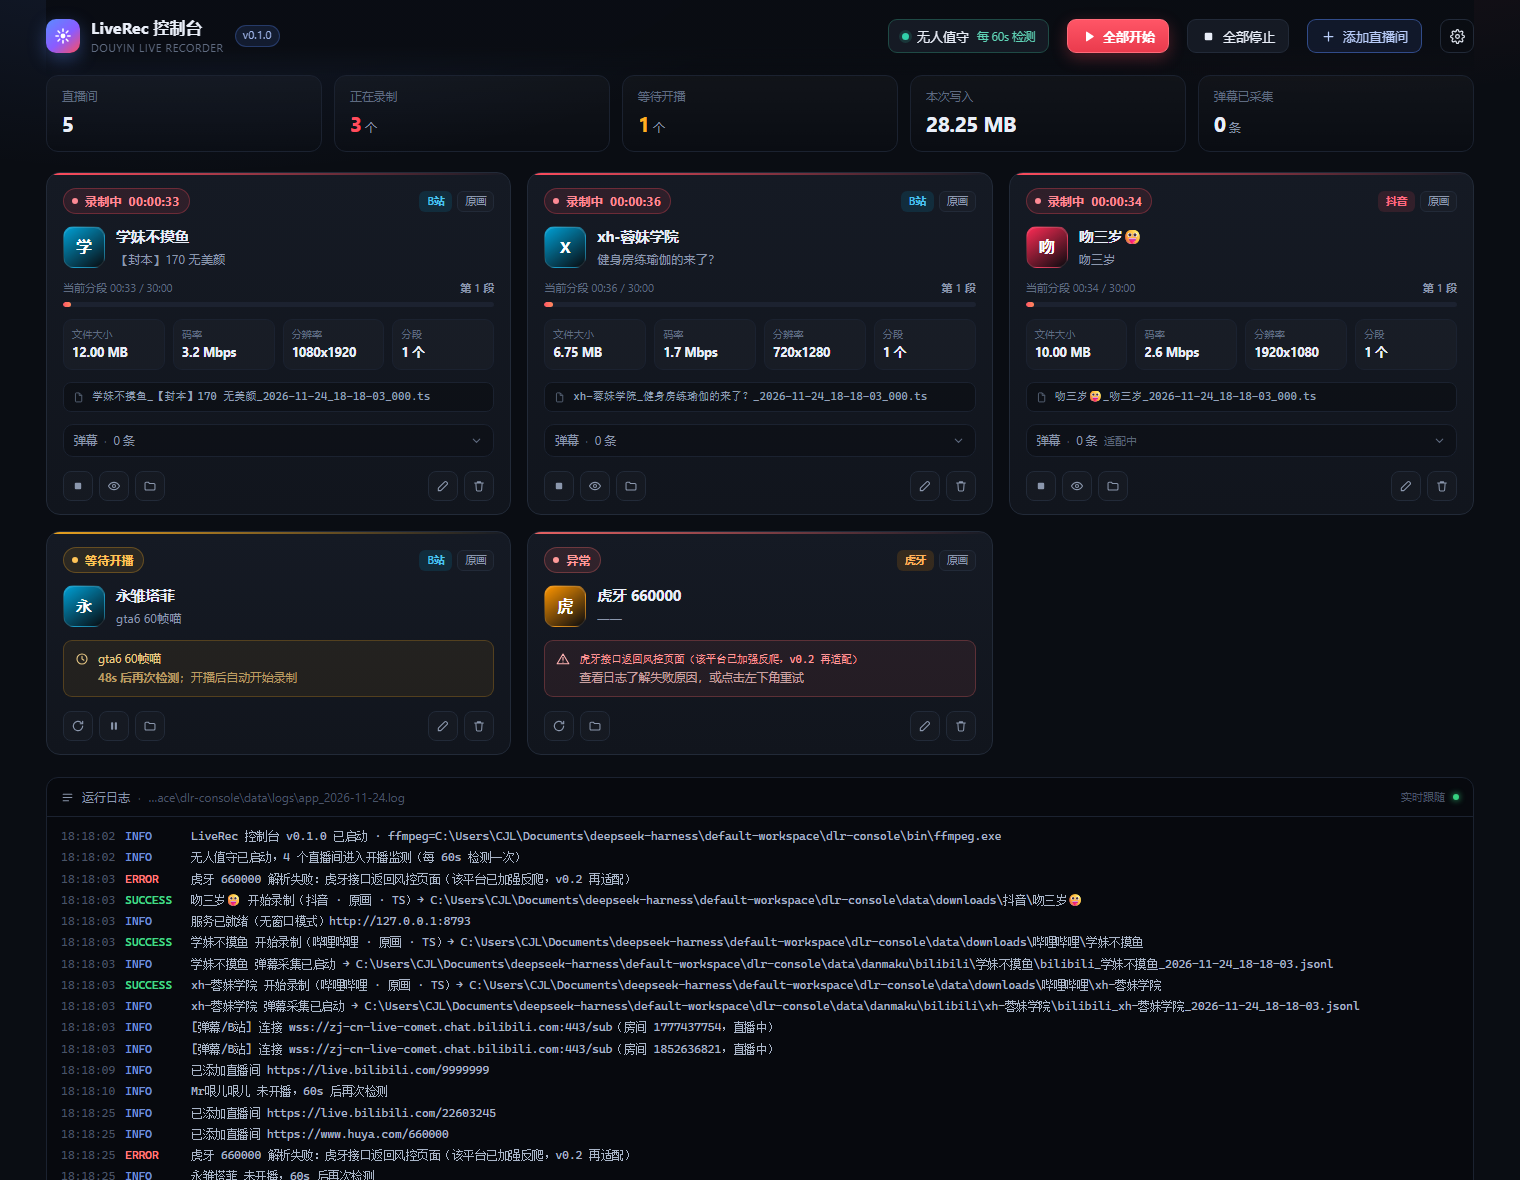 LiveRec 控制台
DOUYIN LIVE RECORDER
v0.1.0
无人值守 每 60s 检测
全部开始
全部停止
添加直播间
直播间
5
正在录制
3 个
等待开播
1 个
本次写入
28.25 MB
弹幕已采集
0 条
录制中 00:00:33
B站
原画
学
学妹不摸鱼
【封本】170 无美颜
当前分段 00:33 / 30:00
第 1 段
文件大小
12.00 MB
码率
3.2 Mbps
分辨率
1080x1920
分段
1 个
学妹不摸鱼_【封本】170 无美颜_2026-11-24_18-18-03_000.ts
弹幕 · 0 条
录制中 00:00:36
B站
原画
X
xh-蓉妹学院
健身房练瑜伽的来了?
当前分段 00:36 / 30:00
第 1 段
文件大小
6.75 MB
码率
1.7 Mbps
分辨率
720x1280
分段
1 个
xh-蓉妹学院_健身房练瑜伽的来了?_2026-11-24_18-18-03_000.ts
弹幕 · 0 条
录制中 00:00:34
抖音
原画
吻
吻三岁😛
吻三岁
当前分段 00:34 / 30:00
第 1 段
文件大小
10.00 MB
码率
2.6 Mbps
分辨率
1920x1080
分段
1 个
吻三岁😛_吻三岁_2026-11-24_18-18-03_000.ts
弹幕 · 0 条 适配中
等待开播
B站
原画
永
永雏塔菲
gta6 60帧喵
gta6 60帧喵
48s 后再次检测；开播后自动开始录制
异常
虎牙
原画
虎
虎牙 660000
——
虎牙接口返回风控页面（该平台已加强反爬，v0.2 再适配）
查看日志了解失败原因，或点击左下角重试
运行日志 · …ace\dlr-console\data\logs\app_2026-11-24.log
实时跟随
18:18:02 INFO LiveRec 控制台 v0.1.0 已启动 · ffmpeg=C:\Users\CJL\Documents\deepseek-harness\default-workspace\dlr-console\bin\ffmpeg.exe
18:18:02 INFO 无人值守已启动，4 个直播间进入开播监测（每 60s 检测一次）
18:18:03 ERROR 虎牙 660000 解析失败：虎牙接口返回风控页面（该平台已加强反爬，v0.2 再适配）
18:18:03 SUCCESS 吻三岁😛 开始录制（抖音 · 原画 · TS）→ C:\Users\CJL\Documents\deepseek-harness\default-workspace\dlr-console\data\downloads\抖音\吻三岁😛
18:18:03 INFO 服务已就绪（无窗口模式）http://127.0.0.1:8793
18:18:03 SUCCESS 学妹不摸鱼 开始录制（哔哩哔哩 · 原画 · TS）→ C:\Users\CJL\Documents\deepseek-harness\default-workspace\dlr-console\data\downloads\哔哩哔哩\学妹不摸鱼
18:18:03 INFO 学妹不摸鱼 弹幕采集已启动 → C:\Users\CJL\Documents\deepseek-harness\default-workspace\dlr-console\data\danmaku\bilibili\学妹不摸鱼\bilibili_学妹不摸鱼_2026-11-24_18-18-03.jsonl
18:18:03 SUCCESS xh-蓉妹学院 开始录制（哔哩哔哩 · 原画 · TS）→ C:\Users\CJL\Documents\deepseek-harness\default-workspace\dlr-console\data\downloads\哔哩哔哩\xh-蓉妹学院
18:18:03 INFO xh-蓉妹学院 弹幕采集已启动 → C:\Users\CJL\Documents\deepseek-harness\default-workspace\dlr-console\data\danmaku\bilibili\xh-蓉妹学院\bilibili_xh-蓉妹学院_2026-11-24_18-18-03.jsonl
18:18:03 INFO [弹幕/B站] 连接 wss://zj-cn-live-comet.chat.bilibili.com:443/sub（房间 1777437754，直播中）
18:18:03 INFO [弹幕/B站] 连接 wss://zj-cn-live-comet.chat.bilibili.com:443/sub（房间 1852636821，直播中）
18:18:09 INFO 已添加直播间 https://live.bilibili.com/9999999
18:18:10 INFO Mr哏儿哏儿 未开播，60s 后再次检测
18:18:25 INFO 已添加直播间 https://live.bilibili.com/22603245
18:18:25 INFO 已添加直播间 https://www.huya.com/660000
18:18:25 ERROR 虎牙 660000 解析失败：虎牙接口返回风控页面（该平台已加强反爬，v0.2 再适配）
18:18:25 INFO 永雏塔菲 未开播，60s 后再次检测